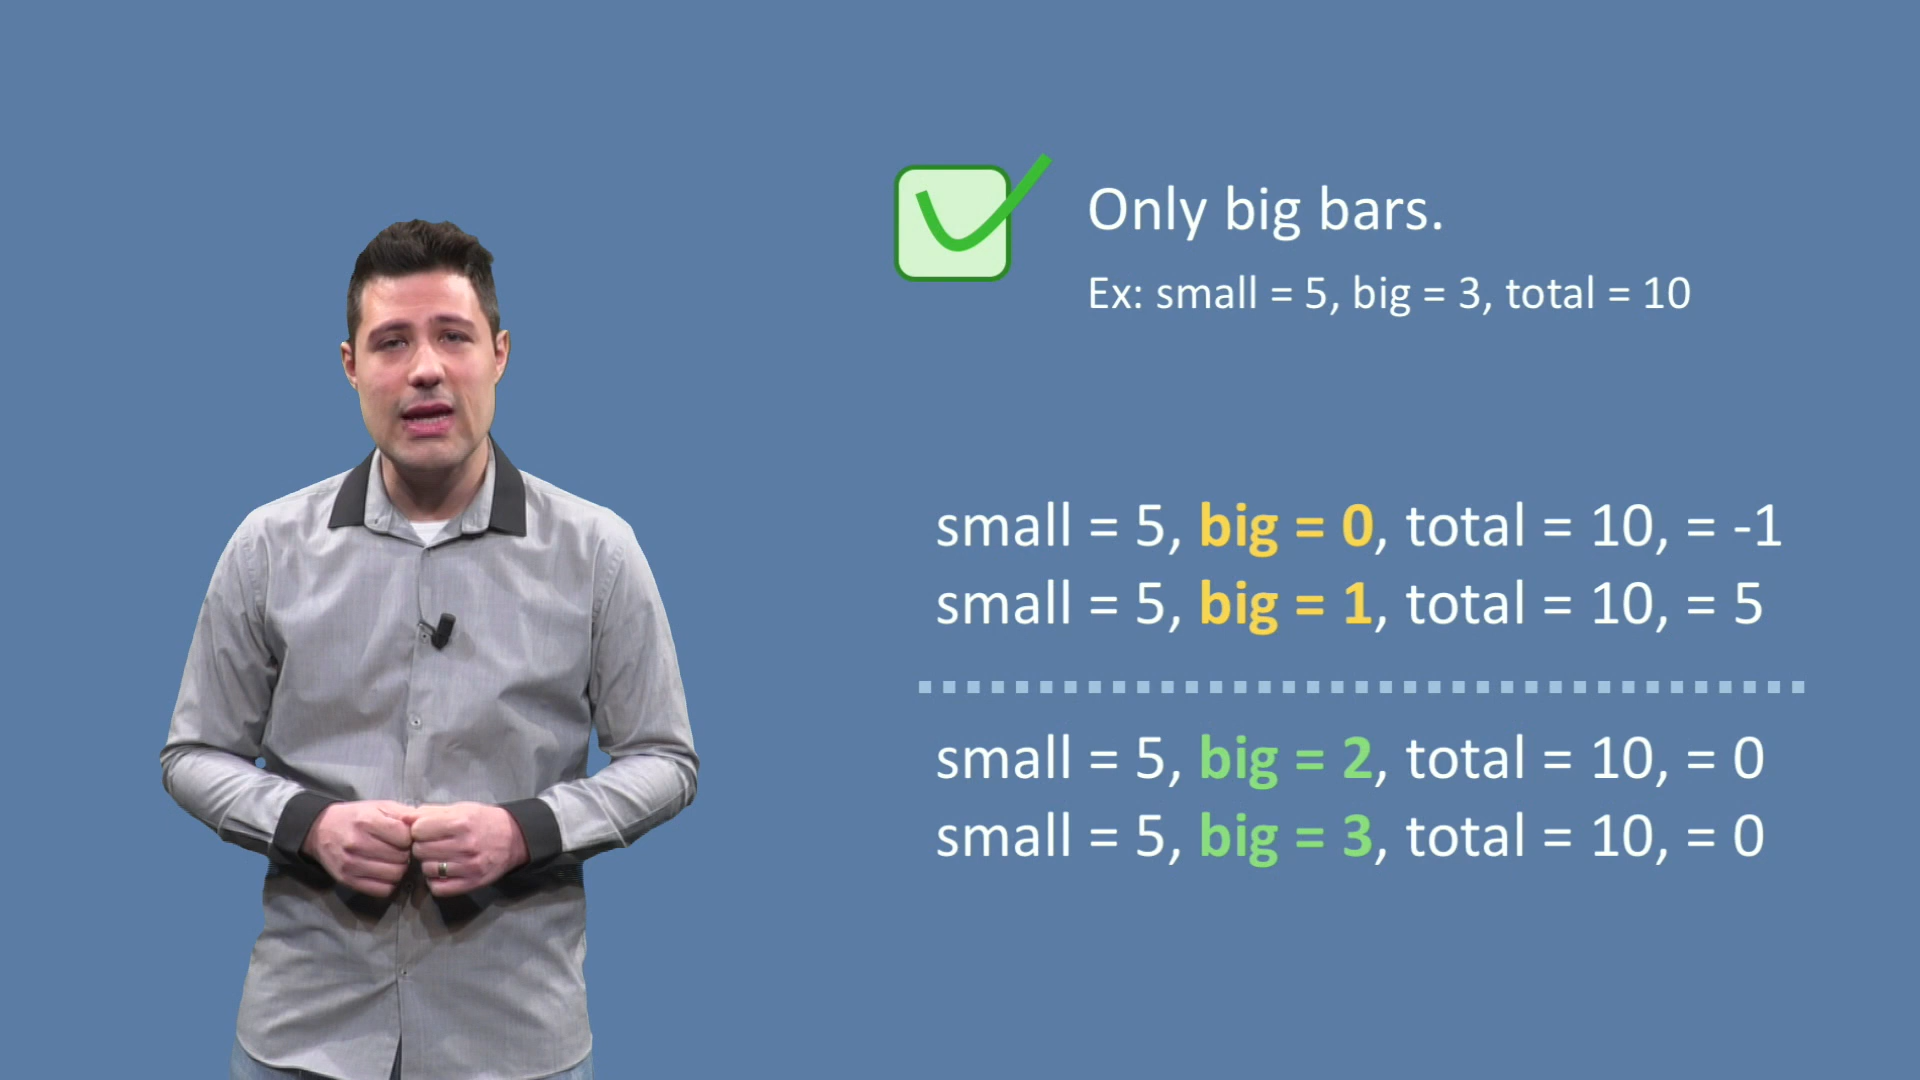 Only big bars.
Ex: small = 5, big = 3, total = 10
small = 5, big = 0, total = 10, = -1
small = 5, big = 1, total = 10, = 5
small = 5, big = 2, total = 10, = 0
small = 5, big = 3, total = 10, = 0